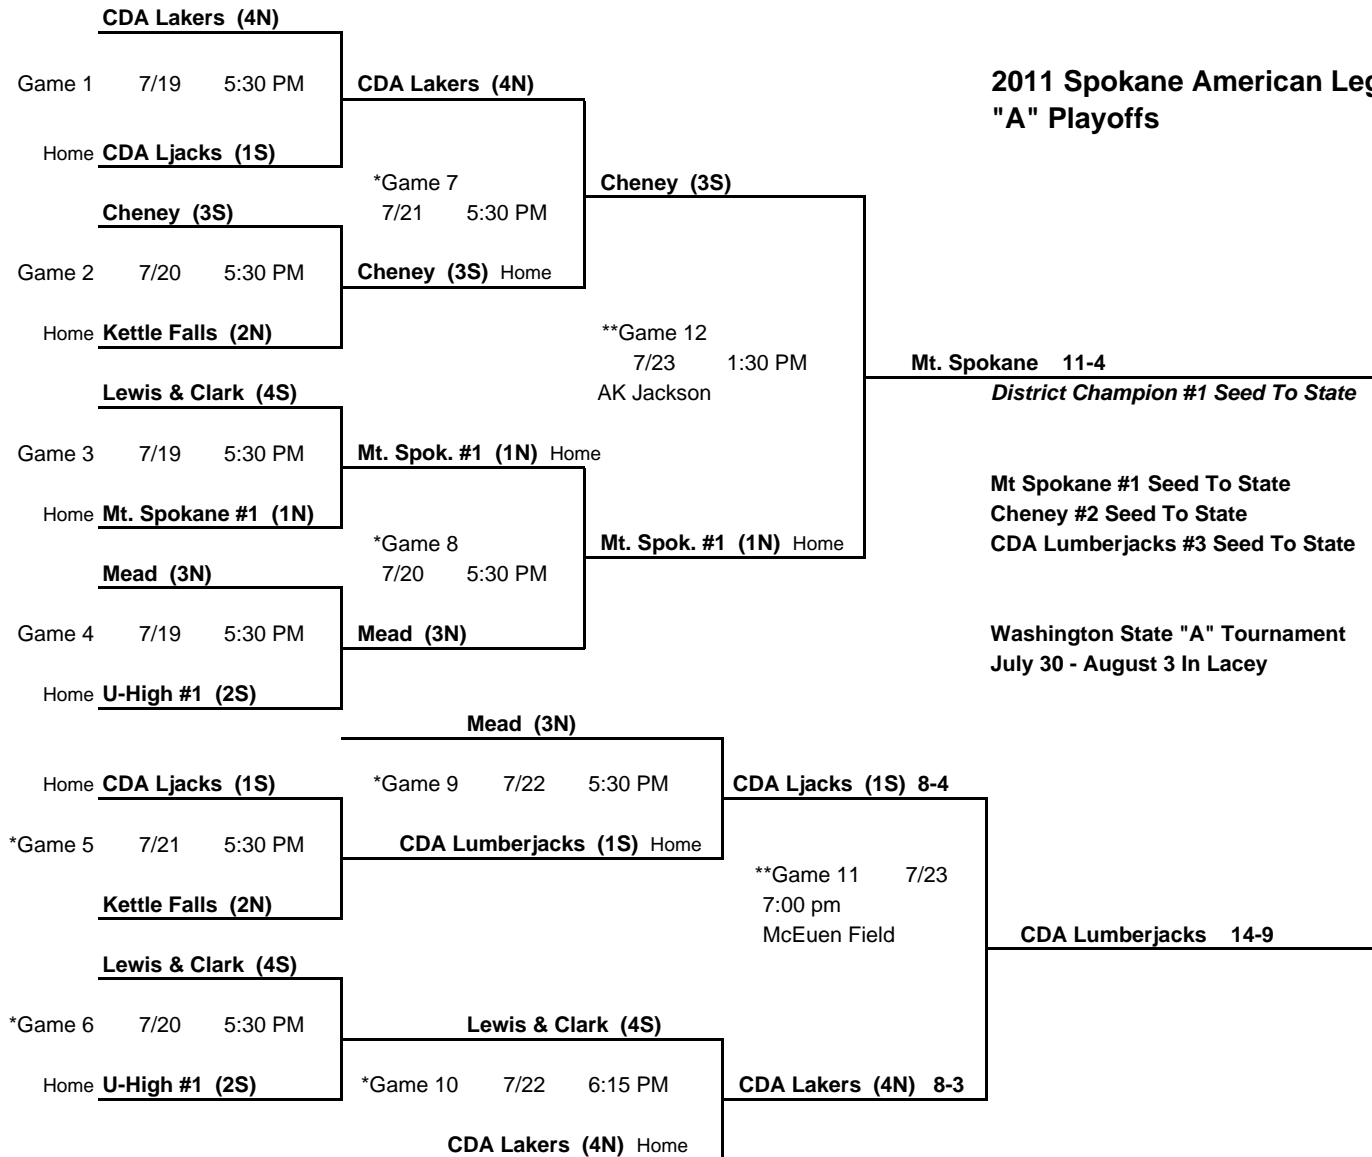 CDA Lakers (4N)
Game 1 7/19 5:30 PM CDA Lakers (4N)
2011 Spokane American Leg
"A" Playoffs
Home CDA Ljacks (1S)
*Game 7 Cheney (3S)
Cheney (3S) 7/21 5:30 PM
Game 2 7/20 5:30 PM Cheney (3S) Home
Home Kettle Falls (2N) **Game 12
7/23 1:30 PM Mt. Spokane 11-4
Lewis & Clark (4S) AK Jackson District Champion #1 Seed To State
Game 3 7/19 5:30 PM Mt. Spok. #1 (1N) Home
Mt Spokane #1 Seed To State
Home Mt. Spokane #1 (1N) Cheney #2 Seed To State
*Game 8 Mt. Spok. #1 (1N) Home CDA Lumberjacks #3 Seed To State
Mead (3N) 7/20 5:30 PM
Game 4 7/19 5:30 PM Mead (3N) Washington State "A" Tournament
July 30 - August 3 In Lacey
Home U-High #1 (2S)
Mead (3N)
Home CDA Ljacks (1S) *Game 9 7/22 5:30 PM CDA Ljacks (1S) 8-4
*Game 5 7/21 5:30 PM CDA Lumberjacks (1S) Home
**Game 11 7/23
Kettle Falls (2N) 7:00 pm
McEuen Field CDA Lumberjacks 14-9
Lewis & Clark (4S)
*Game 6 7/20 5:30 PM Lewis & Clark (4S)
Home U-High #1 (2S) *Game 10 7/22 6:15 PM CDA Lakers (4N) 8-3
CDA Lakers (4N) Home